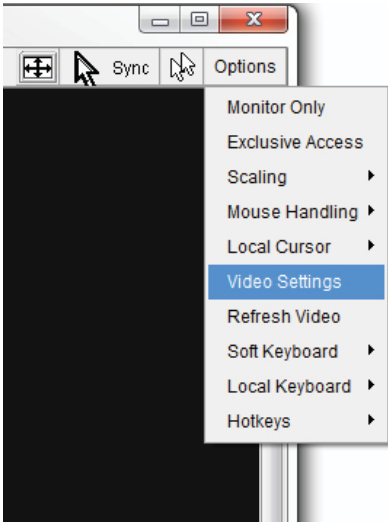 Sync Options
Monitor Only
Exclusive Access
Scaling
Mouse Handling
Local Cursor
Video Settings
Refresh Video
Soft Keyboard
Local Keyboard
Hotkeys